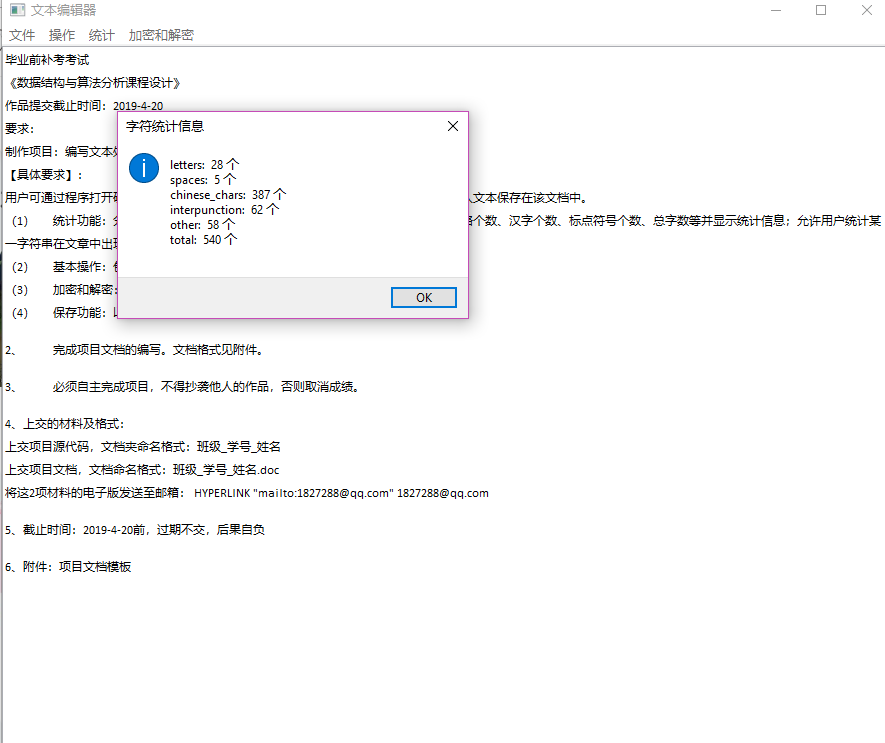 文本编辑器
文件 操作 统计 加密和解密
毕业前补考考试
《数据结构与算法分析课程设计》
作品提交截止时间：2019-4-20
要求：
制作项目：编写文本
【具体要求】：
用户可通过程序打开
文本保存在该文档中。
(1) 统计功能：
个数、汉字个数、标点符号个数、总字数等并显示统计信息；允许用户统计某
一字符串在文章中出
(2) 基本操作：
(3) 加密和解密：
(4) 保存功能：
字符统计信息
letters: 28 个
spaces: 5 个
chinese_chars: 387 个
interpunction: 62 个
other: 58 个
total: 540 个
OK
2、 完成项目文档的编写。文档格式见附件。
3、 必须自主完成项目，不得抄袭他人的作品，否则取消成绩。
4、上交的材料及格式：
上交项目源代码，文档夹命名格式：班级_学号_姓名
上交项目文档，文档命名格式：班级_学号_姓名.doc
将这2项材料的电子版发送至邮箱： HYPERLINK "mailto:1827288@qq.com" 1827288@qq.com
5、截止时间：2019-4-20前，过期不交，后果自负
6、附件：项目文档模板